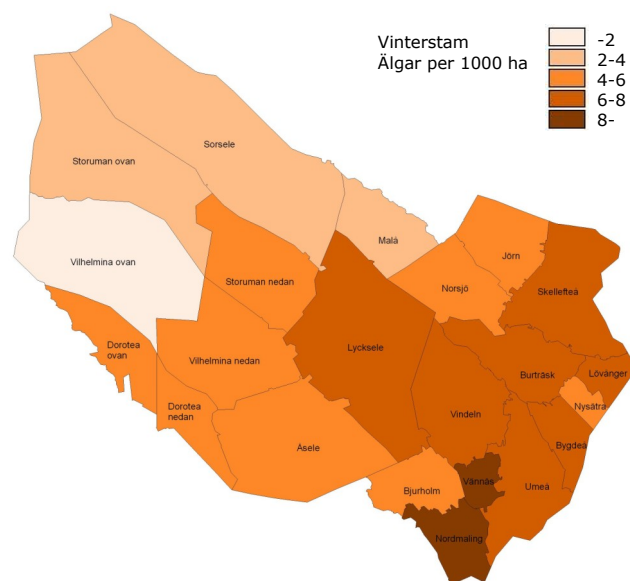 Vinterstam
Älgar per 1000 ha
-2
2-4
4-6
6-8
8-
Sorsele
Storuman ovan
Malå
Jörn
Vilhelmina ovan
Storuman nedan
Norsjö
Skellefteå
Dorotea
ovan
Vilhelmina nedan
Lycksele
Burträsk
Lövånger
Nysätra
Dorotea
nedan
Vindeln
Åsele
Bygdeå
Vännäs
Umeå
Bjurholm
Nordmaling